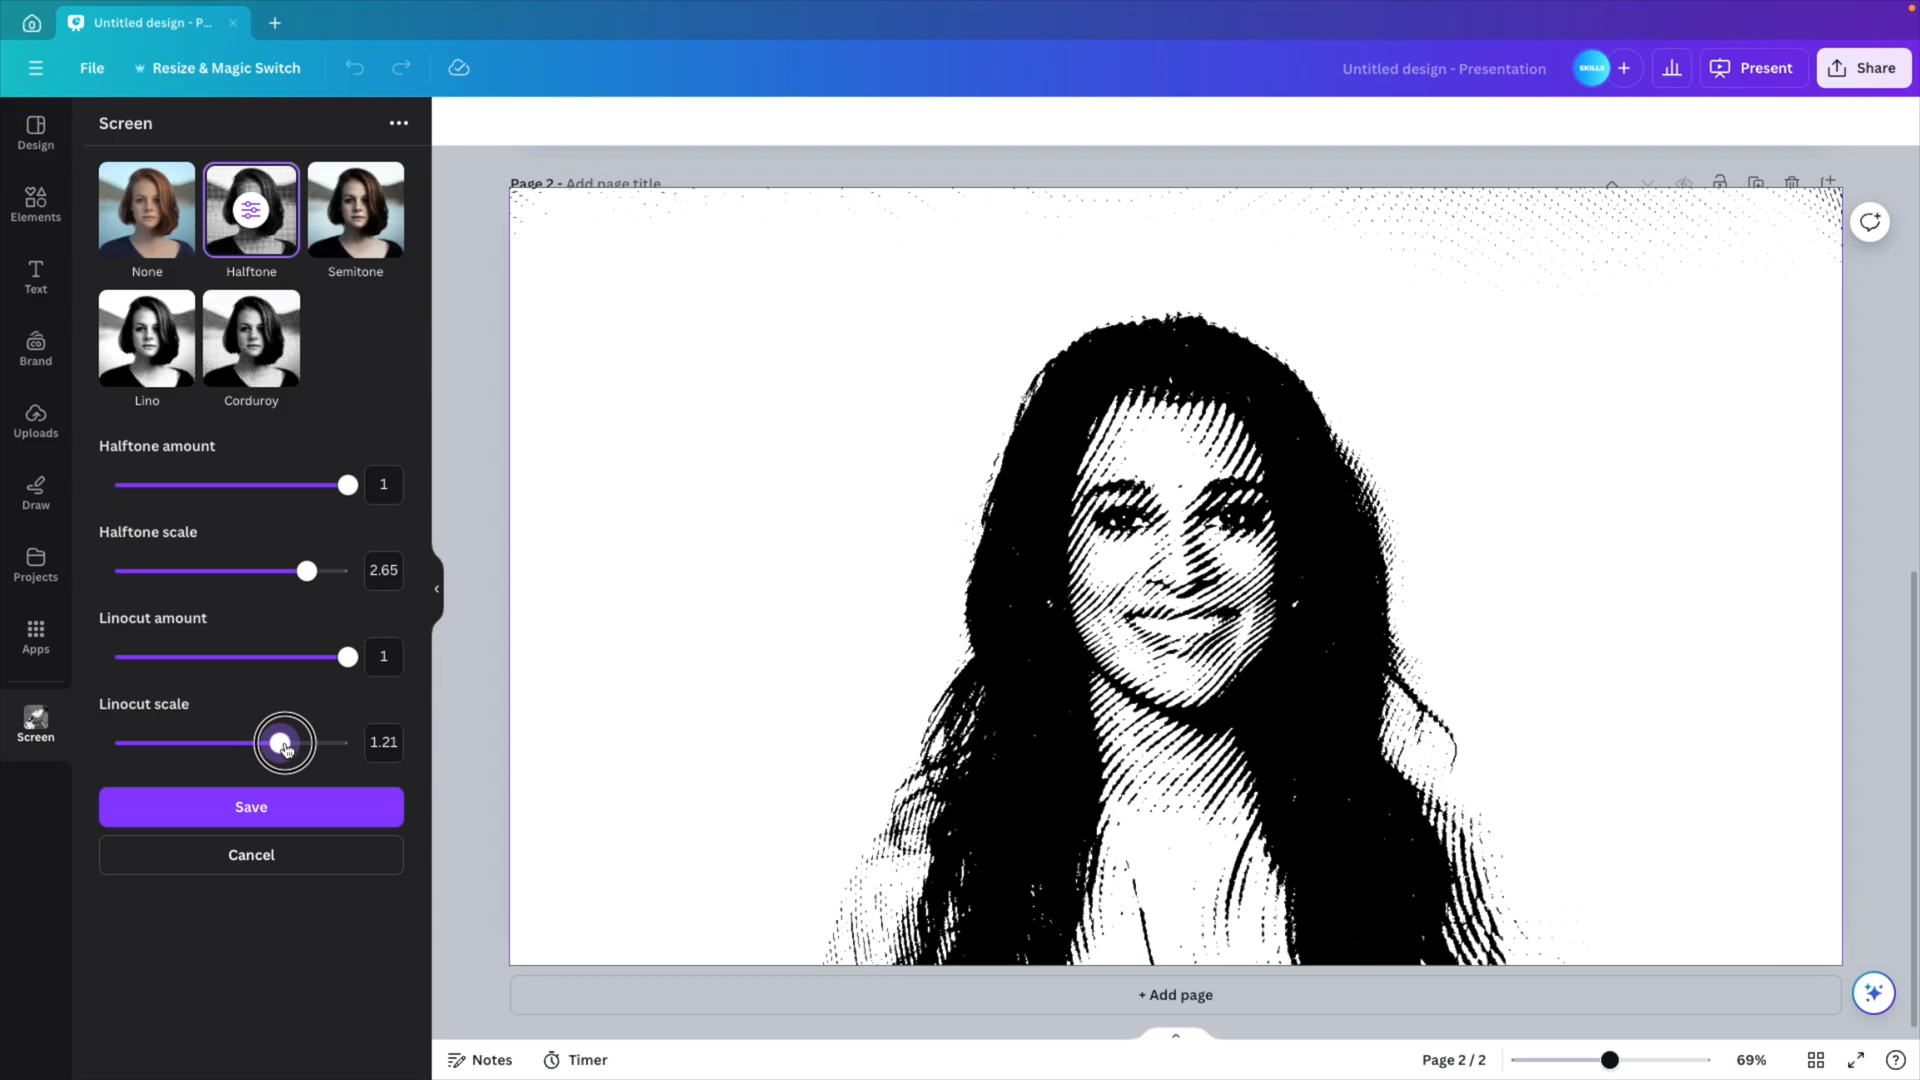 Untitled design - P...
File
Resize & Magic Switch
Untitled design - Presentation
SKILLS
Present
Share
Design
Elements
Text
Brand
Uploads
Draw
Projects
Apps
Screen
Screen
None
Halftone
Semitone
Lino
Corduroy
Halftone amount
1
Halftone scale
2.65
Linocut amount
1
Linocut scale
1.21
Save
Cancel
Page 2 - Add page title
+ Add page
Notes
Timer
Page 2 / 2
69%